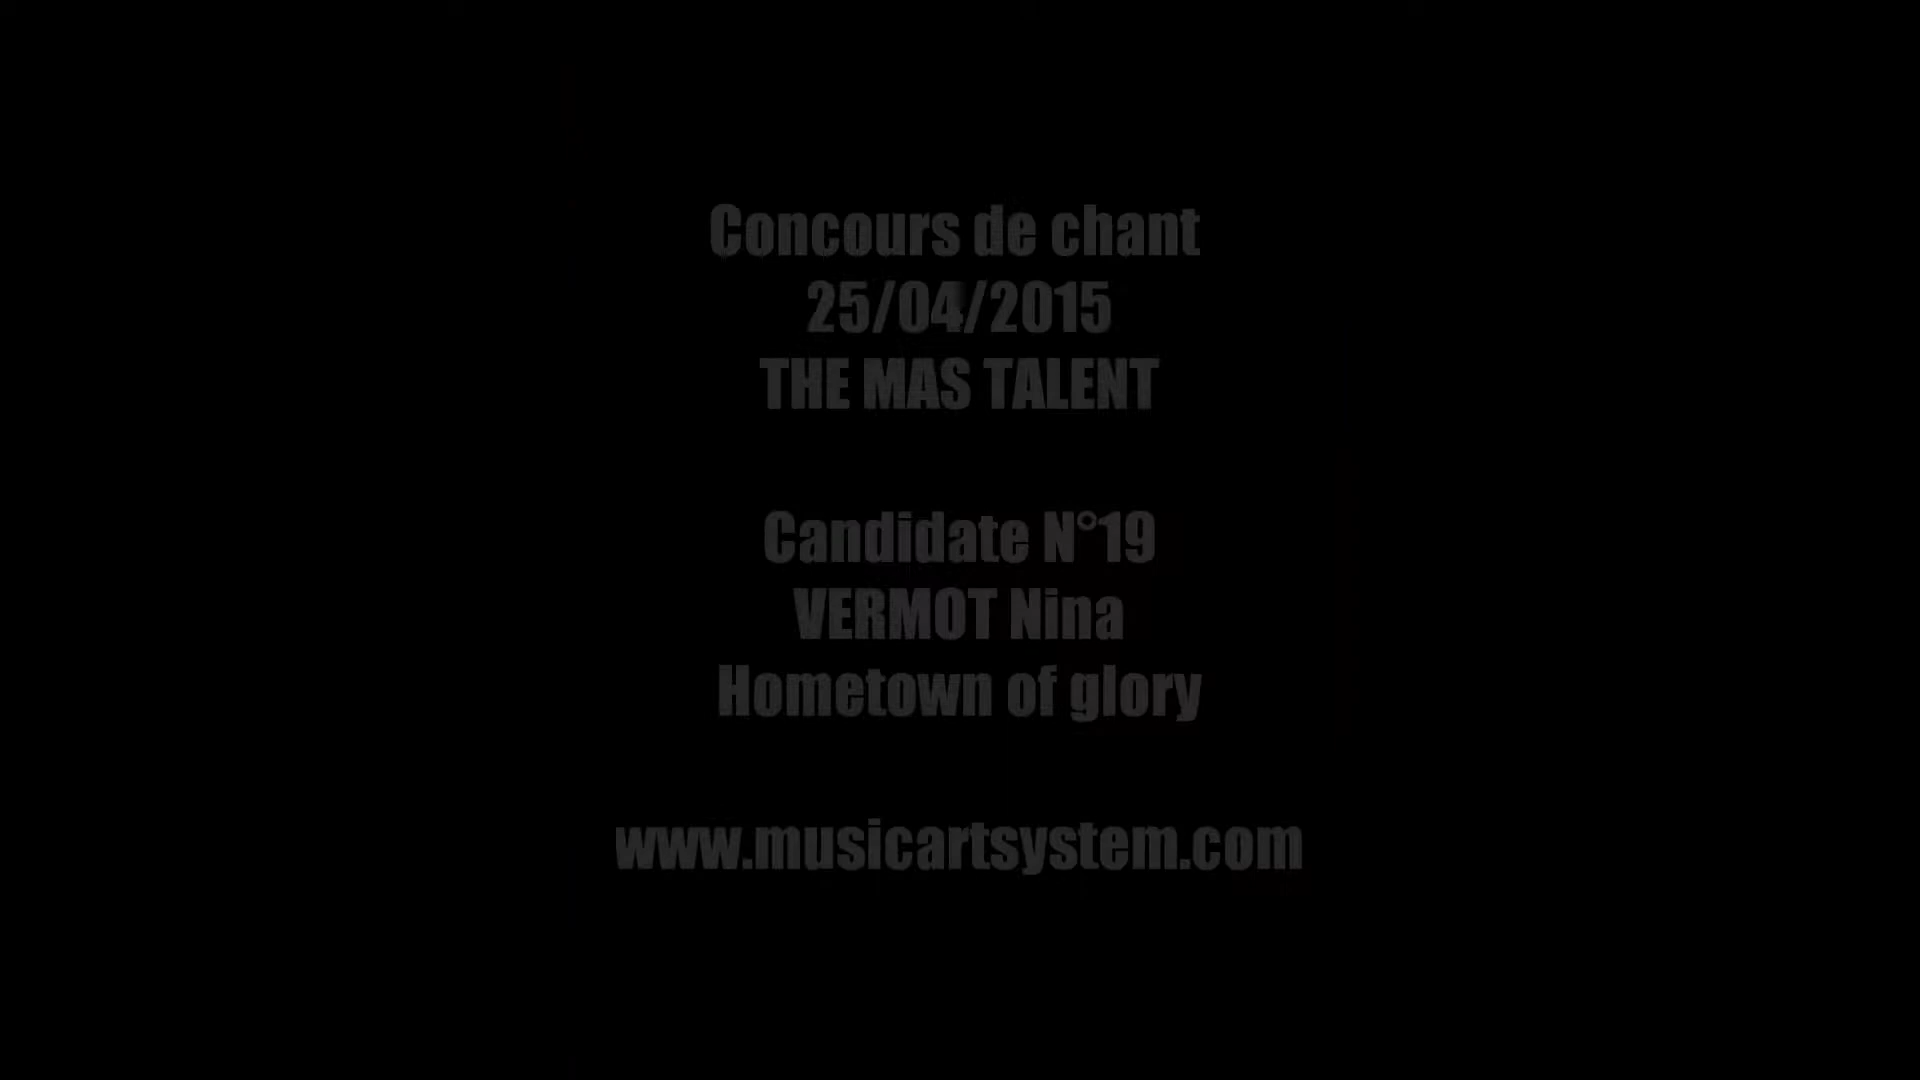 Concours de chant
25/04/2015
THE MAS TALENT
Candidate N°19
VERMOT Nina
Hometown of glory
www.musicartsystem.com